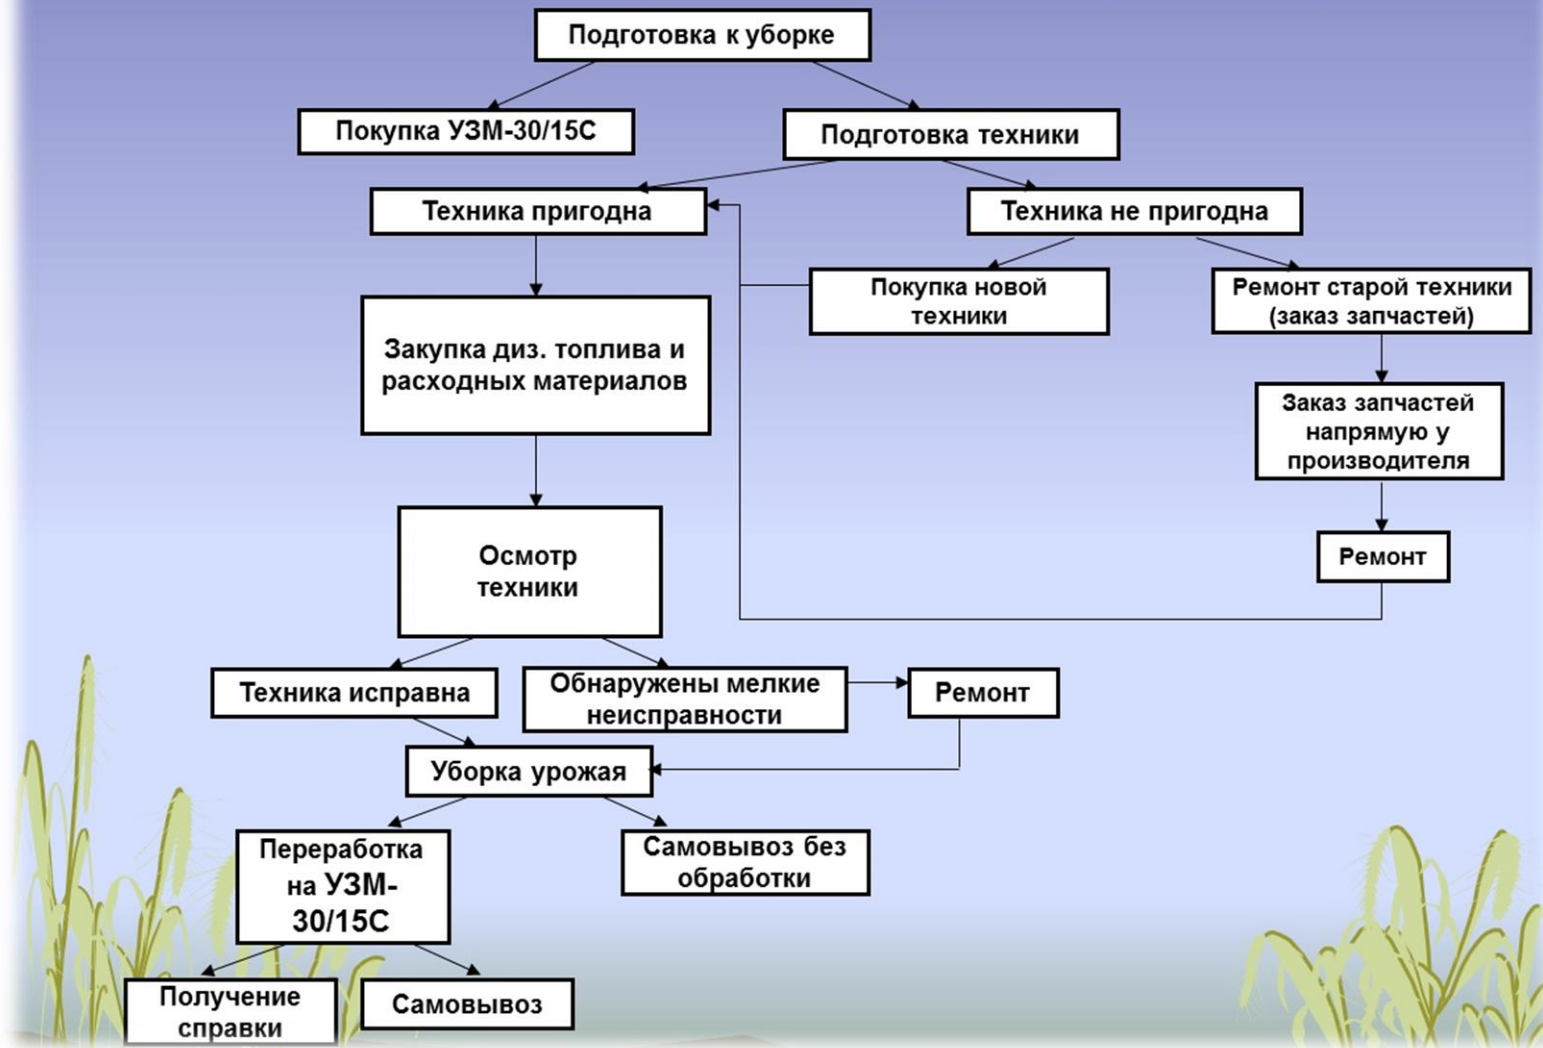 Подготовка к уборке
Покупка УЗМ-30/15С
Подготовка техники
Техника пригодна
Техника не пригодна
Покупка новой
техники
Ремонт старой техники
(заказ запчастей)
Закупка диз. топлива и
расходных материалов
Заказ запчастей
напрямую у
производителя
Осмотр
техники
Ремонт
Техника исправна
Обнаружены мелкие
неисправности
Ремонт
Уборка урожая
Переработка
на УЗМ-
30/15С
Самовывоз без
обработки
Получение
справки
Самовывоз